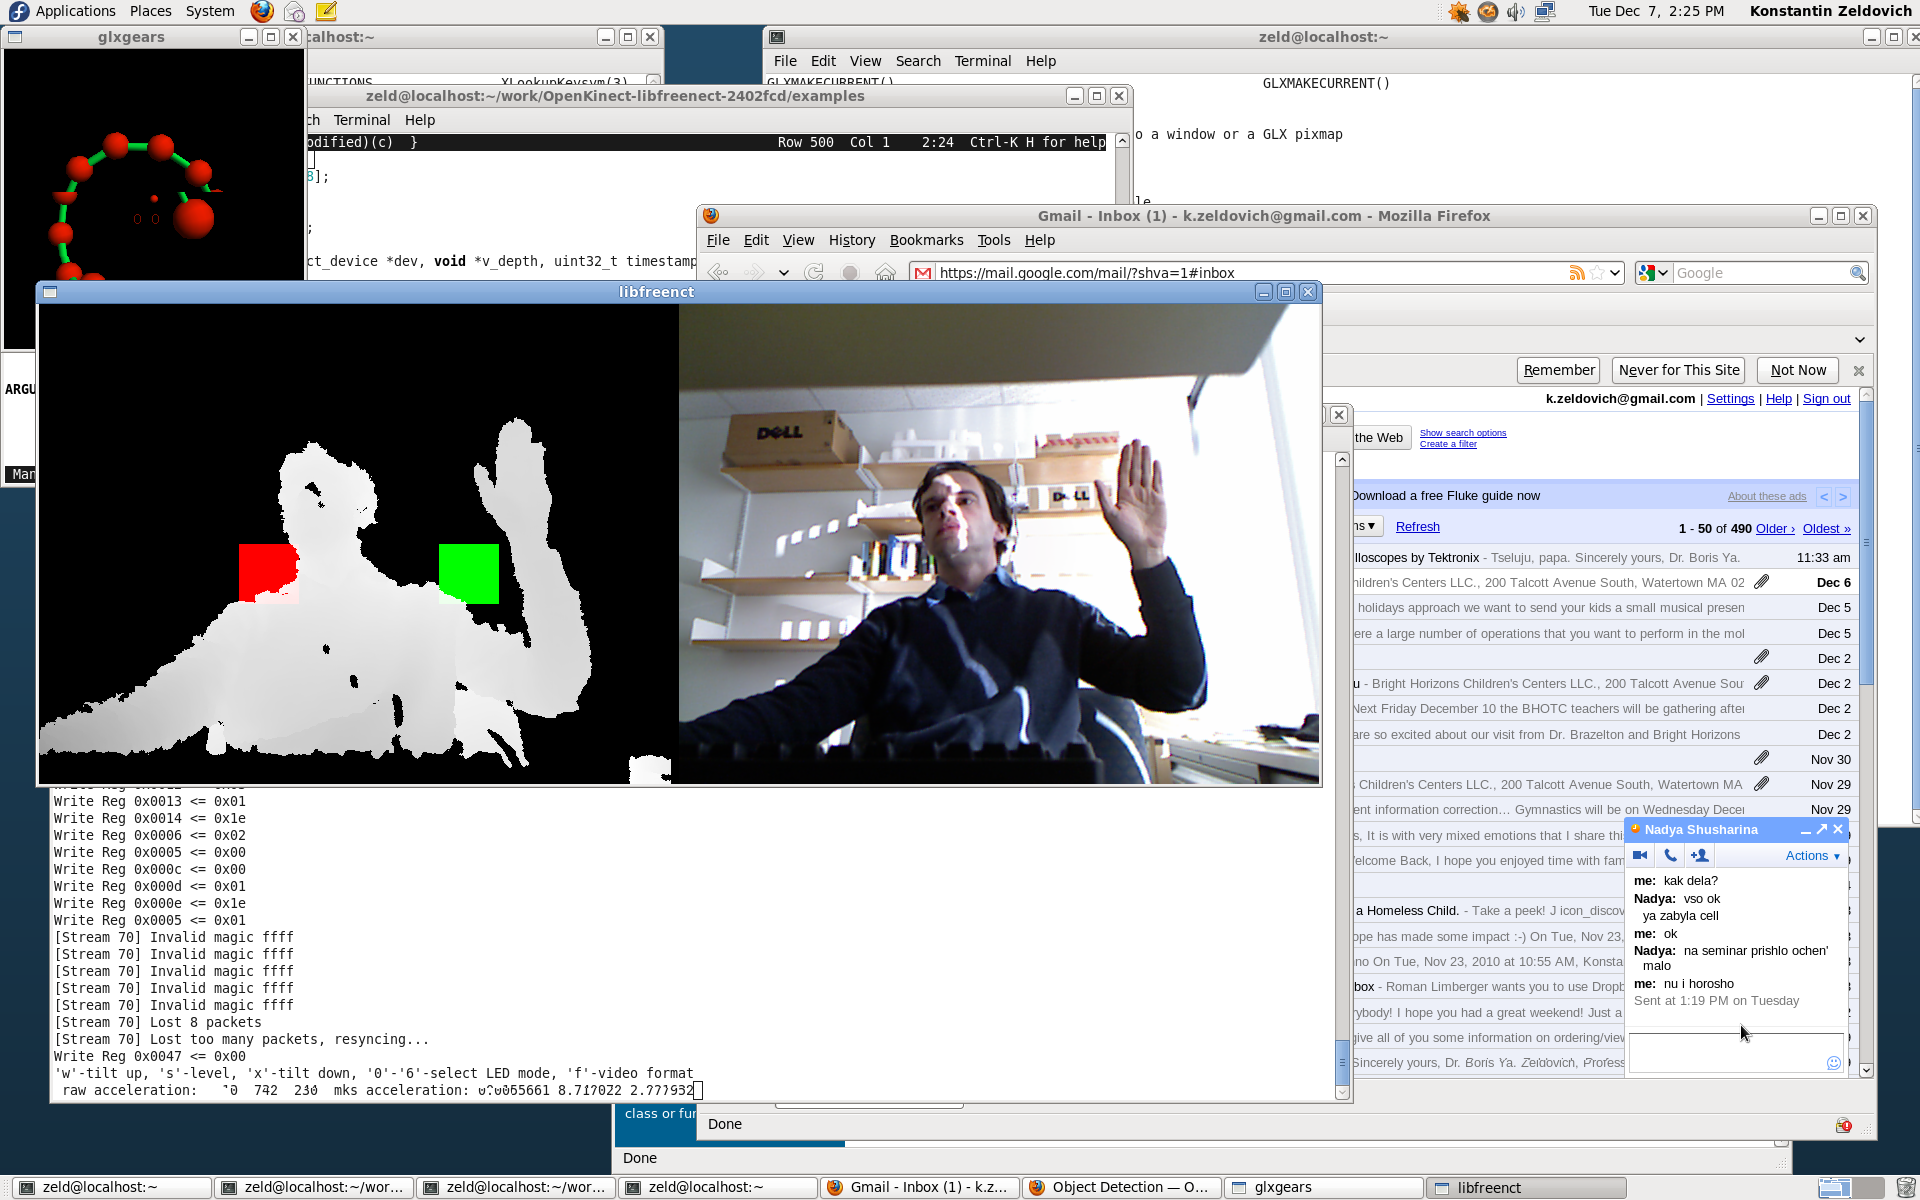 Applications Places System
Tue Dec 7, 2:25 PM Konstantin Zeldovich
glxgears
calhost:~
zeld@localhost:~
UNCTIONS XLookupKeysym(3)
File Edit View Search Terminal Help
GLXMAKECURRENT() GLXMAKECURRENT()
zeld@localhost:~/work/OpenKinect-libfreenect-2402fcd/examples
ch Terminal Help
odified)(c) } Row 500 Col 1 2:24 Ctrl-K H for help
o a window or a GLX pixmap
8];
le
;
ct_device *dev, void *v_depth, uint32_t timestamp
0 0
Gmail - Inbox (1) - k.zeldovich@gmail.com - Mozilla Firefox
File Edit View History Bookmarks Tools Help
https://mail.google.com/mail/?shva=1#inbox
Google
libfreenct
ARGU
Man
DELL
DELL
Remember Never for This Site Not Now
k.zeldovich@gmail.com | Settings | Help | Sign out
the Web Show search options
Create a filter
Download a free Fluke guide now About these ads < >
ns ▾ Refresh 1 - 50 of 490 Older › Oldest »
lloscopes by Tektronix - Tseluju, papa. Sincerely yours, Dr. Boris Ya. 11:33 am
hildren's Centers LLC., 200 Talcott Avenue South, Watertown MA 02 Dec 6
holidays approach we want to send your kids a small musical presen Dec 5
ere a large number of operations that you want to perform in the mol Dec 5
Dec 2
u - Bright Horizons Children's Centers LLC., 200 Talcott Avenue Sou Dec 2
Next Friday December 10 the BHOTC teachers will be gathering after Dec 2
are so excited about our visit from Dr. Brazelton and Bright Horizons Dec 2
Nov 30
s Children's Centers LLC., 200 Talcott Avenue South, Watertown MA Nov 29
ent information correction… Gymnastics will be on Wednesday Decer Nov 29
s, It is with very mixed emotions that I share thi
Welcome Back, I hope you enjoyed time with fam
a Homeless Child. - Take a peek! J icon_discov
ope has made some impact :-) On Tue, Nov 23,
no On Tue, Nov 23, 2010 at 10:55 AM, Konsta
box - Roman Limberger wants you to use Dropb
rybody! I hope you had a great weekend! Just a
give all of you some information on ordering/view
Sincerely yours, Dr. Boris Ya. Zeldovich, Profess
Nadya Shusharina
Actions ▾
me: kak dela?
Nadya: vso ok
ya zabyla cell
me: ok
Nadya: na seminar prishlo ochen'
malo
me: nu i horosho
Sent at 1:19 PM on Tuesday
Write Reg 0x0013 <= 0x01
Write Reg 0x0014 <= 0x1e
Write Reg 0x0006 <= 0x02
Write Reg 0x0005 <= 0x00
Write Reg 0x000c <= 0x00
Write Reg 0x000d <= 0x01
Write Reg 0x000e <= 0x1e
Write Reg 0x0005 <= 0x01
[Stream 70] Invalid magic ffff
[Stream 70] Invalid magic ffff
[Stream 70] Invalid magic ffff
[Stream 70] Invalid magic ffff
[Stream 70] Invalid magic ffff
[Stream 70] Lost 8 packets
[Stream 70] Lost too many packets, resyncing...
Write Reg 0x0047 <= 0x00
'w'-tilt up, 's'-level, 'x'-tilt down, '0'-'6'-select LED mode, 'f'-video format
raw acceleration: 742 mks acceleration:
class or fur
Done
Done
zeld@localhost:~ zeld@localhost:~/wor... zeld@localhost:~/wor... zeld@localhost:~ Gmail - Inbox (1) - k.z... Object Detection — O... glxgears libfreenct